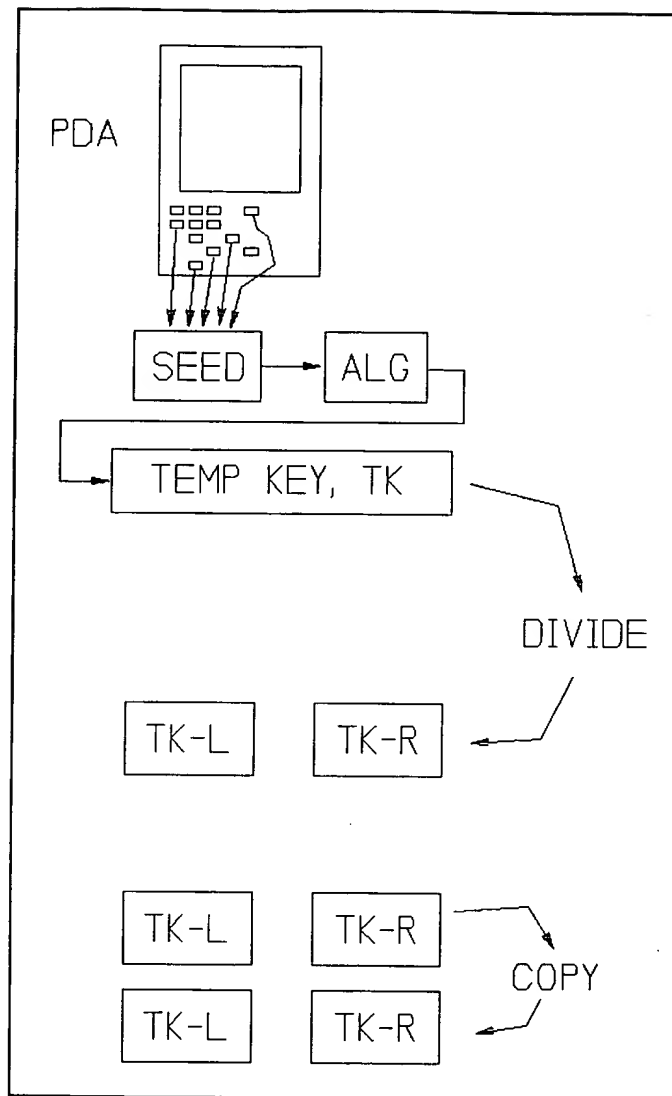 PDA
SEED ALG
TEMP KEY, TK
DIVIDE
TK-L TK-R
TK-L TK-R
COPY
TK-L TK-R